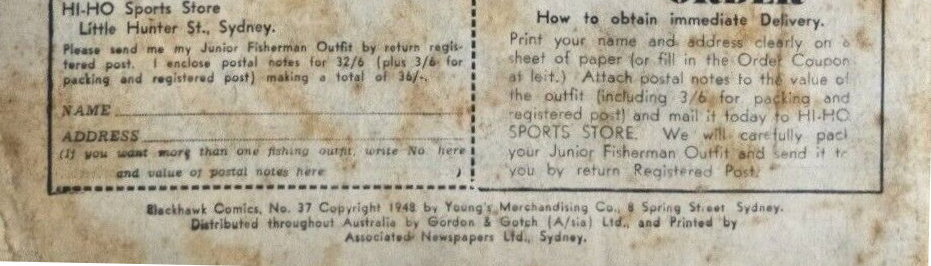 HI-HO Sports Store
Little Hunter St., Sydney.
Please send me my Junior Fisherman Outfit by return regis-
tered post. I enclose postal notes for 32/6 (plus 3/6 for
packing and registered post) making a total of 36/-.
NAME
ADDRESS
(If you want more than one fishing outfit, write No. here
and value of postal notes here )
ORDER
How to obtain immediate Delivery.
Print your name and address clearly on a
sheet of paper (or fill in the Order Coupon
at leit.) Attach postal notes to the value of
the outfit (including 3/6 for packing and
registered post) and mail it today to HI-HO
SPORTS STORE. We will carefully pack
your Junior Fisherman Outfit and send it to
you by return Registered Post.
Blackhawk Comics, No. 37 Copyright 1948 by Young's Merchandising Co., 8 Spring Street Sydney.
Distributed throughout Australia by Gordon & Gotch (A/sia) Ltd., and Printed by
Associated Newspapers Ltd., Sydney.